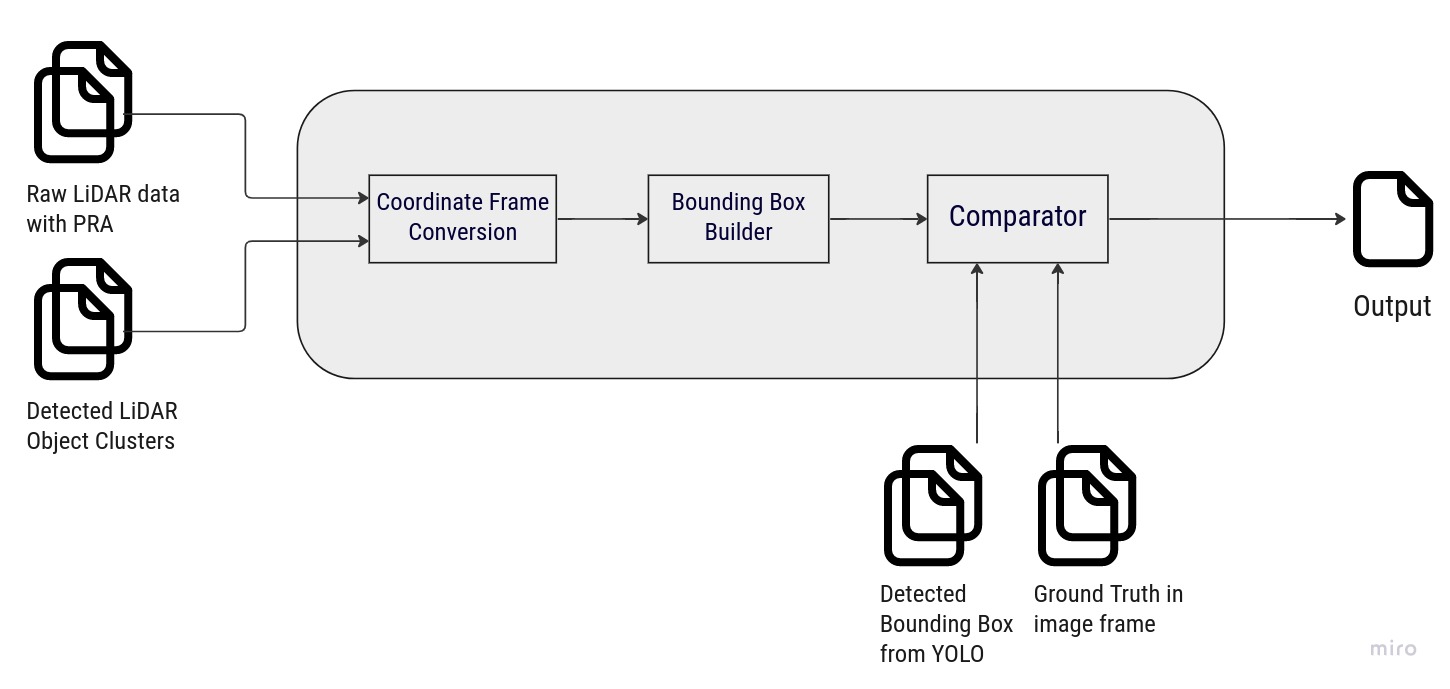 Raw LiDAR data
with PRA
Detected LiDAR
Object Clusters
Coordinate Frame
Conversion
Bounding Box
Builder
Comparator
Output
Detected
Bounding Box
from YOLO
Ground Truth in
image frame
miro